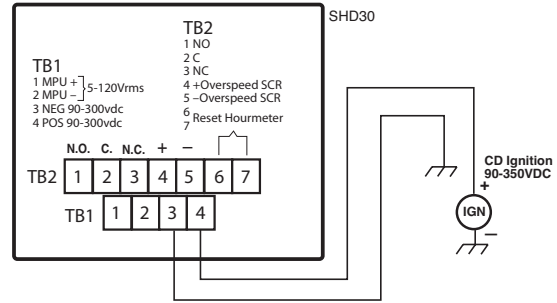 SHD30
TB2
1 NO
2 C
3 NC
4 +Overspeed SCR
5 –Overspeed SCR
6
7 Reset Hourmeter
TB1
1 MPU +
2 MPU –
5-120Vrms
3 NEG 90-300vdc
4 POS 90-300vdc
N.O. C. N.C. + –
TB2 1 2 3 4 5 6 7
TB1 1 2 3 4
CD Ignition
90-350VDC
+
IGN
–